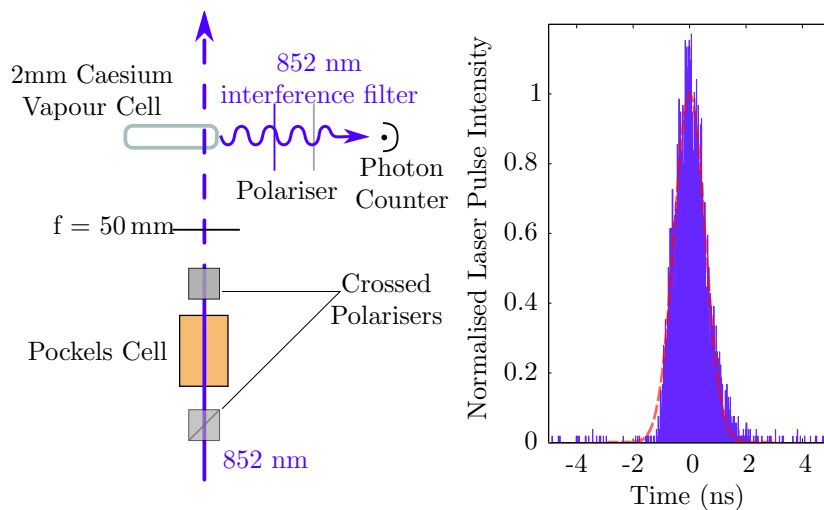 852 nm
interference filter
2mm Caesium
Vapour Cell
Polariser
Photon
Counter
f = 50 mm
Crossed
Polarisers
Pockels Cell
852 nm
Normalised Laser Pulse Intensity
1
0.8
0.6
0.4
0.2
0
-4 -2 0 2 4
Time (ns)